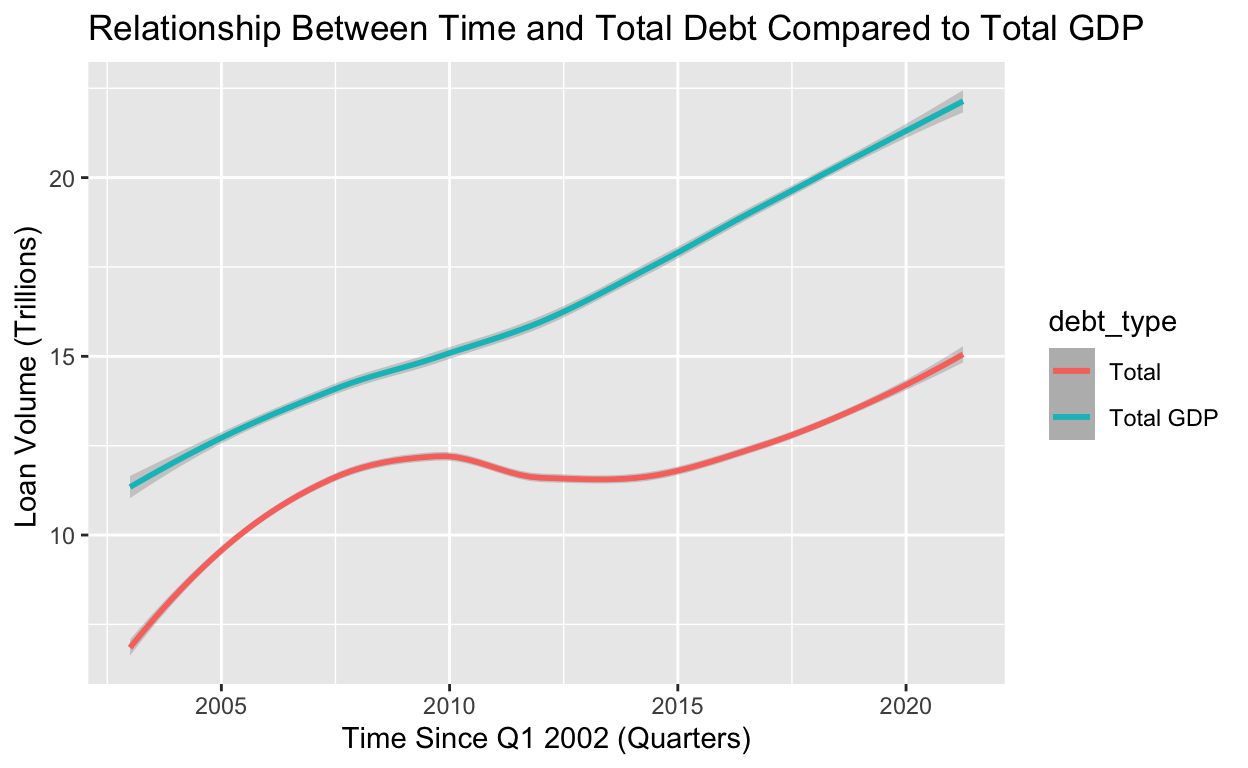 Relationship Between Time and Total Debt Compared to Total GDP
Loan Volume (Trillions)
20
15
10
2005
2010
2015
2020
Time Since Q1 2002 (Quarters)
debt_type
Total
Total GDP